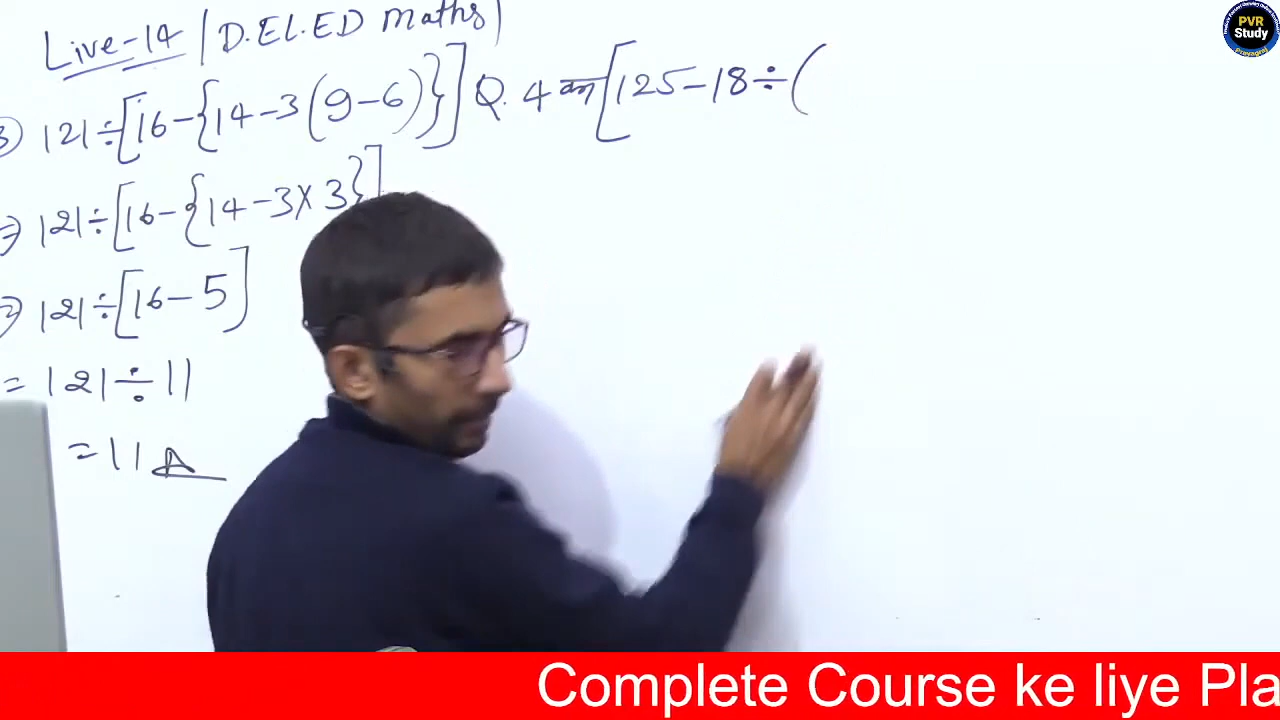 Live-14 | D.EL.ED Maths |
3) 121÷[16-{14-3(9-6)}] Q. 4 का [125-18÷(
⇒ 121÷[16-{14-3×3}]
⇒ 121÷[16-5]
= 121÷11
=11 A
PVR
Study
Prayagraj
Complete Course ke liye Pla